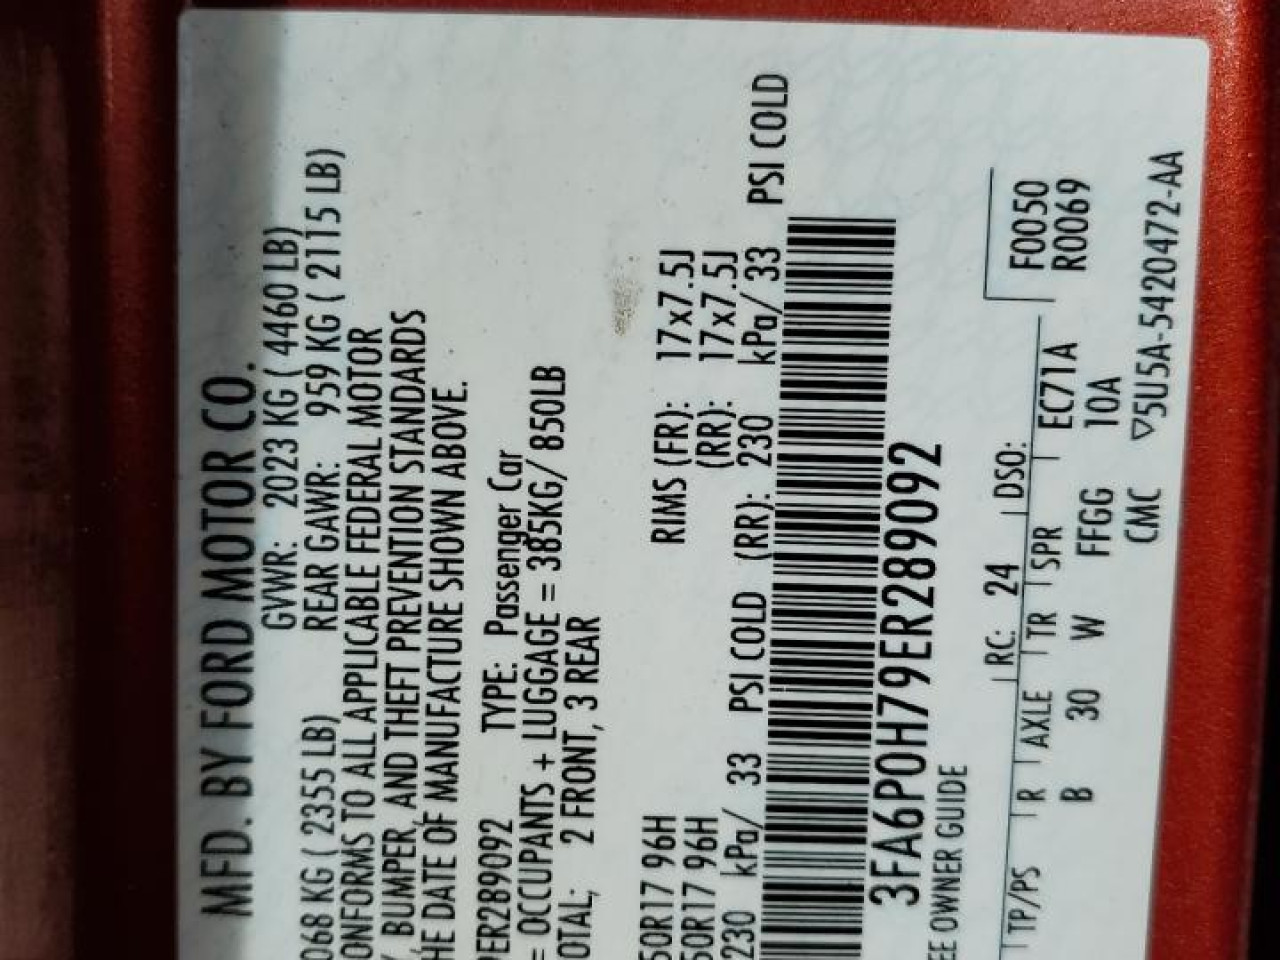 MFD. BY FORD MOTOR CO.
GVWR: 2023 KG ( 4460 LB)
068 KG ( 2355 LB) REAR GAWR: 959 KG ( 2115 LB)
ONFORMS TO ALL APPLICABLE FEDERAL MOTOR
, BUMPER, AND THEFT PREVENTION STANDARDS
HE DATE OF MANUFACTURE SHOWN ABOVE.
ER289092 TYPE: Passenger Car
= OCCUPANTS + LUGGAGE = 385KG/ 850LB
OTAL; 2 FRONT, 3 REAR
50R17 96H RIMS (FR): 17x7.5J
50R17 96H (RR): 17x7.5J
230 kPa/ 33 PSI COLD (RR): 230 kPa/ 33 PSI COLD
3FA6P0H79ER289092
EE OWNER GUIDE
RC: 24 DSO: F0050
R0069
TP/PS R AXLE TR SPR EC71A
B 30 W FFGG 10A
CMC ▽5U5A-5420472-AA